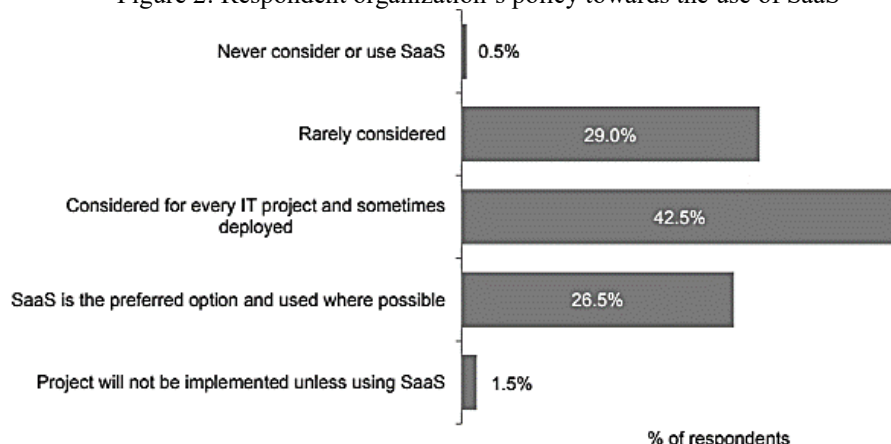 Figure 2: Respondent organization's policy towards the use of SaaS
Never consider or use SaaS
0.5%
Rarely considered
29.0%
Considered for every IT project and sometimes
deployed
42.5%
SaaS is the preferred option and used where possible
26.5%
Project will not be implemented unless using SaaS
1.5%
% of respondents